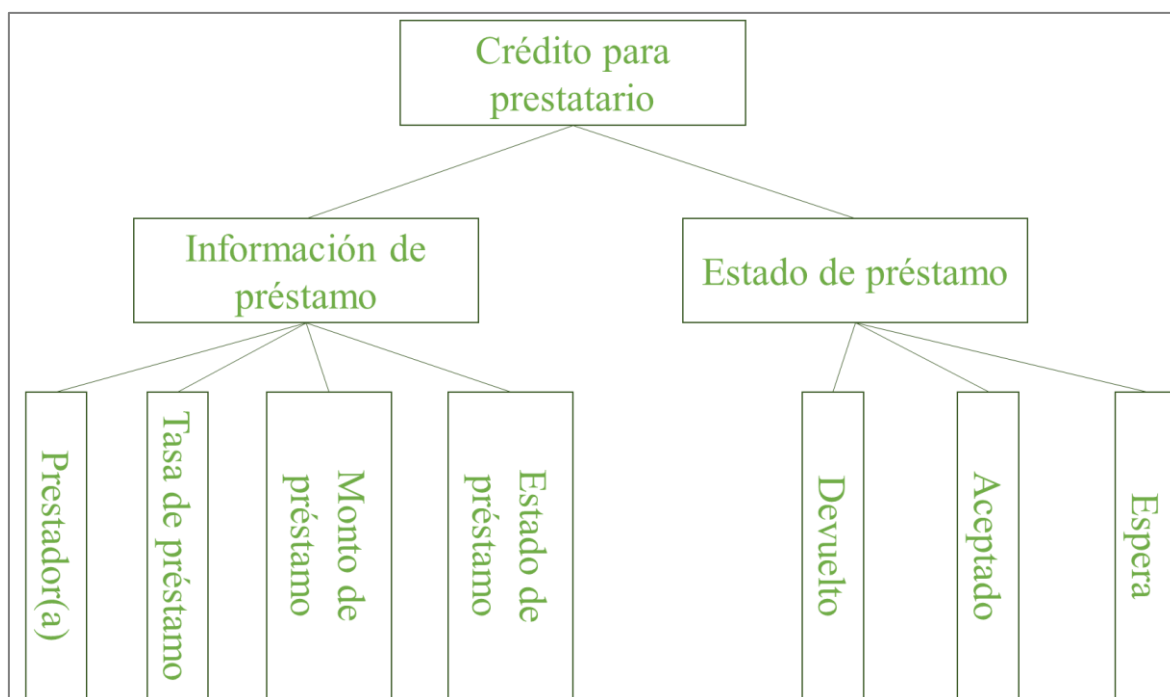 Crédito para
prestatario
Información de
préstamo
Estado de préstamo
Prestador(a)
Tasa de préstamo
Monto de
préstamo
Estado de
préstamo
Devuelto
Aceptado
Espera